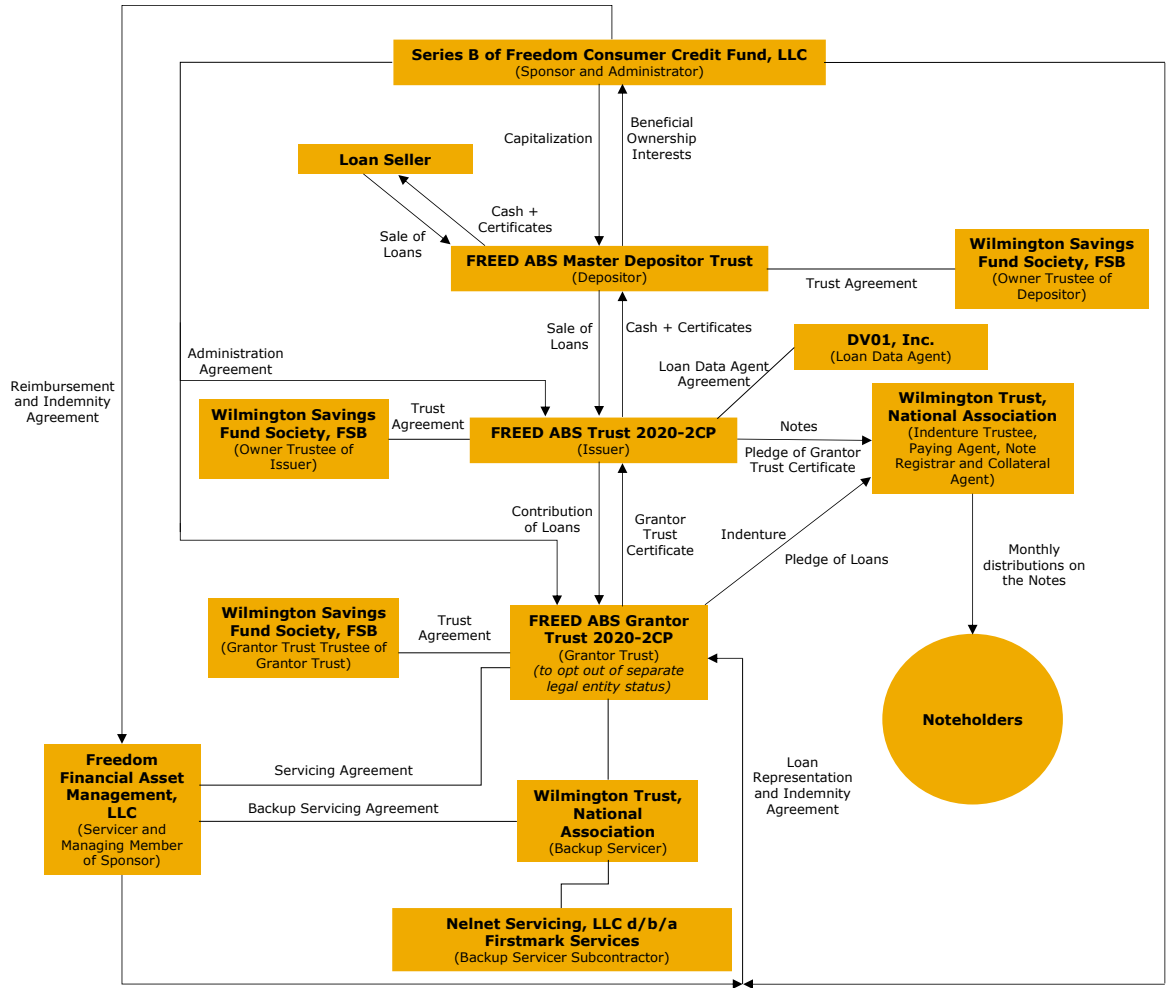 Series B of Freedom Consumer Credit Fund, LLC
(Sponsor and Administrator)
Capitalization
Beneficial
Ownership
Interests
Loan Seller
Cash +
Certificates
Sale of
Loans
FREED ABS Master Depositor Trust
(Depositor)
Trust Agreement
Wilmington Savings
Fund Society, FSB
(Owner Trustee of
Depositor)
Sale of
Loans
Cash + Certificates
DV01, Inc.
(Loan Data Agent)
Loan Data Agent
Agreement
Administration
Agreement
Reimbursement
and Indemnity
Agreement
Wilmington Savings
Fund Society, FSB
(Owner Trustee of
Issuer)
Trust
Agreement
FREED ABS Trust 2020-2CP
(Issuer)
Notes
Pledge of Grantor
Trust Certificate
Wilmington Trust,
National Association
(Indenture Trustee,
Paying Agent, Note
Registrar and Collateral
Agent)
Contribution
of Loans
Grantor
Trust
Certificate
Indenture
Pledge of Loans
Monthly
distributions on
the Notes
Wilmington Savings
Fund Society, FSB
(Grantor Trust Trustee of
Grantor Trust)
Trust
Agreement
FREED ABS Grantor
Trust 2020-2CP
(Grantor Trust)
(to opt out of separate
legal entity status)
Noteholders
Freedom
Financial Asset
Management,
LLC
(Servicer and
Managing Member
of Sponsor)
Servicing Agreement
Backup Servicing Agreement
Wilmington Trust,
National
Association
(Backup Servicer)
Loan
Representation
and Indemnity
Agreement
Nelnet Servicing, LLC d/b/a
Firstmark Services
(Backup Servicer Subcontractor)